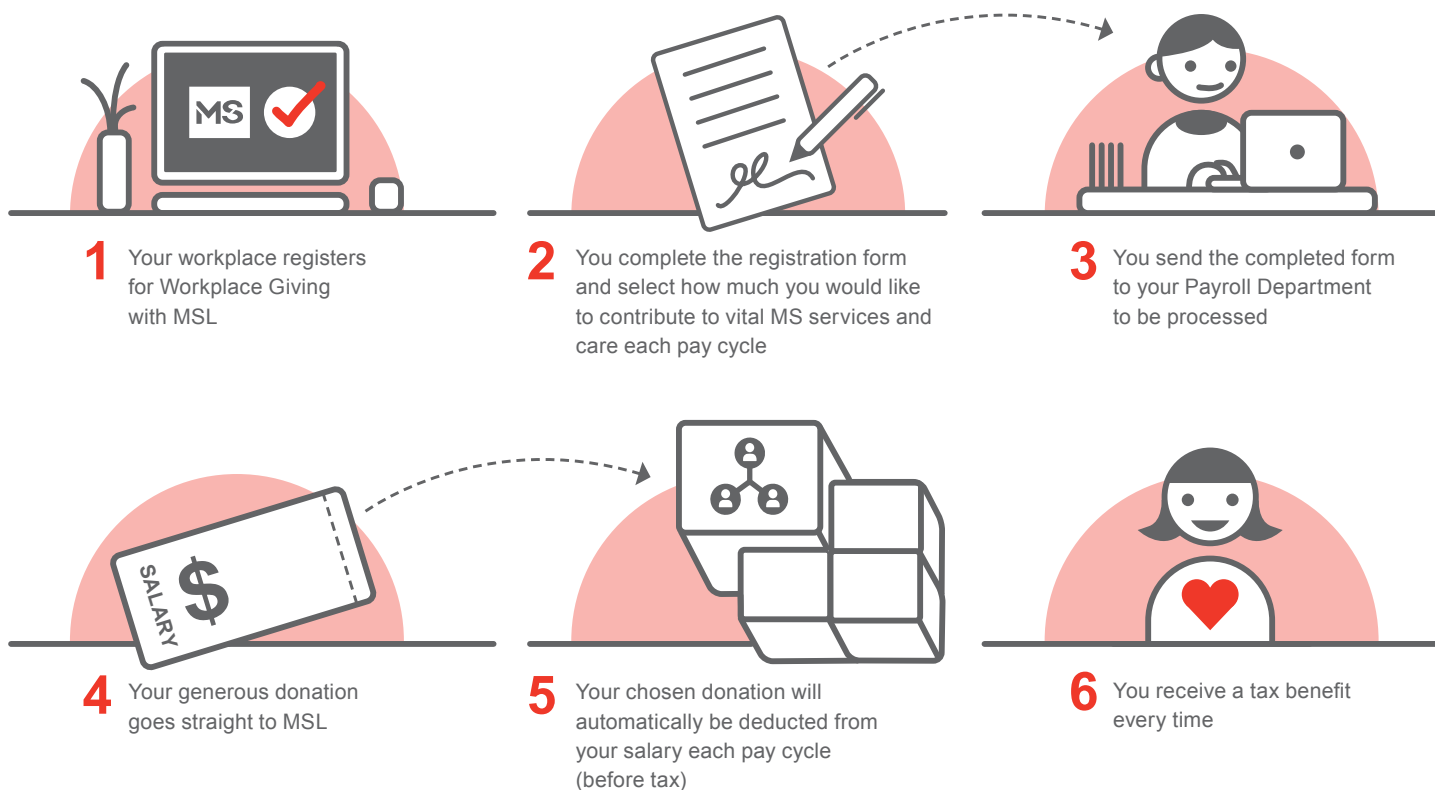 MS
1
Your workplace registers
for Workplace Giving
with MSL
2
You complete the registration form
and select how much you would like
to contribute to vital MS services and
care each pay cycle
3
You send the completed form
to your Payroll Department
to be processed
SALARY
$
4
Your generous donation
goes straight to MSL
5
Your chosen donation will
automatically be deducted from
your salary each pay cycle
(before tax)
6
You receive a tax benefit
every time